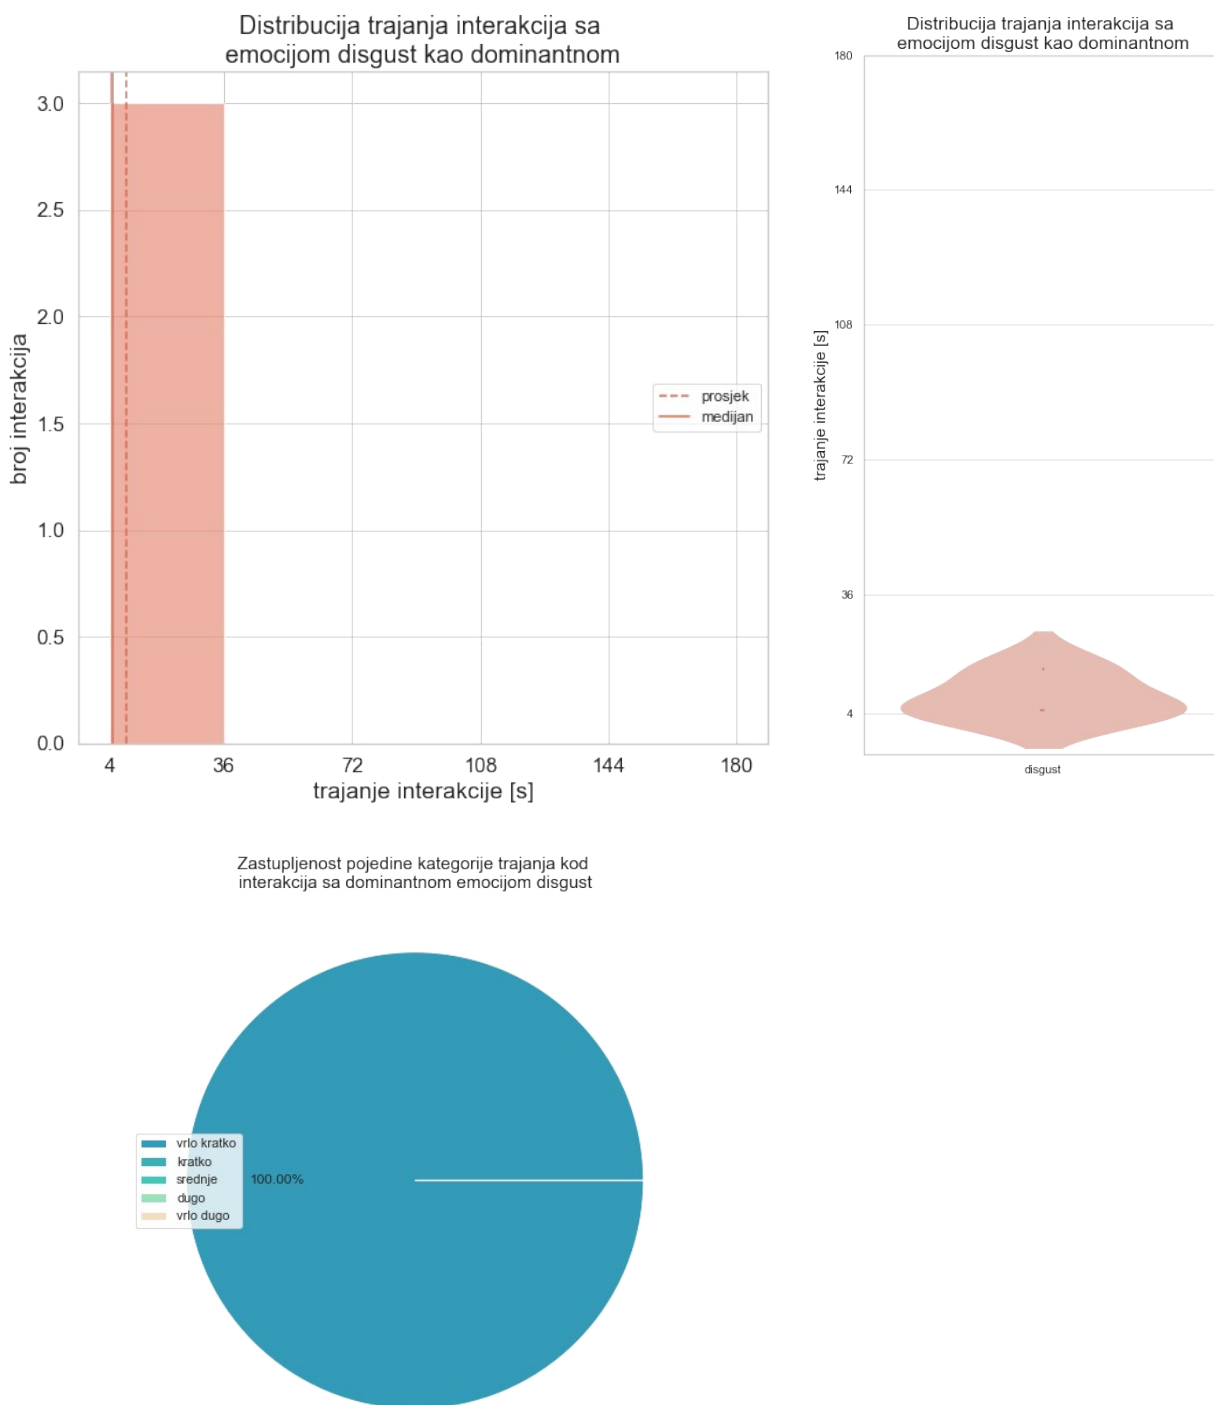 Distribucija trajanja interakcija sa
emocijom disgust kao dominantnom
3.0
2.5
2.0
1.5
1.0
0.5
0.0
broj interakcija
4 36 72 108 144 180
trajanje interakcije [s]
prosjek
medijan
Distribucija trajanja interakcija sa
emocijom disgust kao dominantnom
180
144
108
72
36
4
trajanje interakcije [s]
disgust
Zastupljenost pojedine kategorije trajanja kod
interakcija sa dominantnom emocijom disgust
vrlo kratko
kratko
srednje
dugo
vrlo dugo
100.00%